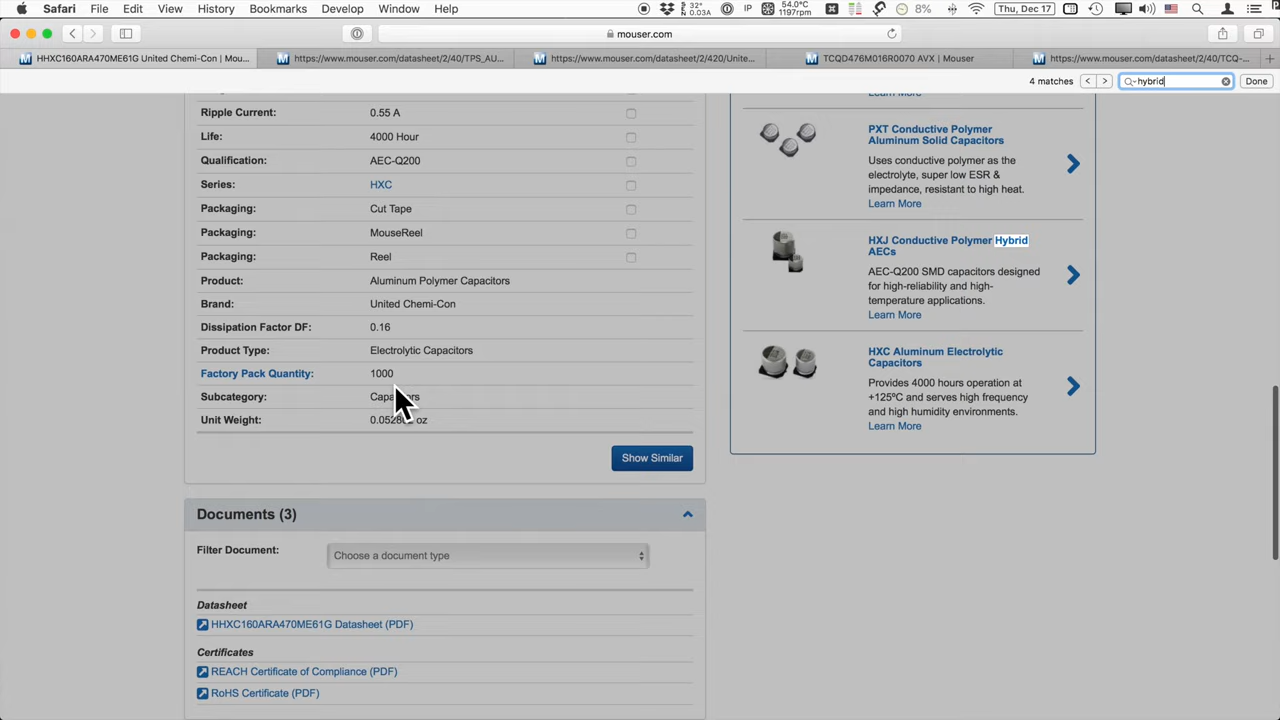 Safari File Edit View History Bookmarks Develop Window Help
32° 0.03A IP 54.0°C 1197rpm 8% Thu, Dec 17
mouser.com
HHXC160ARA470ME61G United Chemi-Con | Mou...
https://www.mouser.com/datasheet/2/40/TPS_AU...
https://www.mouser.com/datasheet/2/420/Unite...
TCQD476M016R0070 AVX | Mouser
https://www.mouser.com/datasheet/2/40/TCQ-...
4 matches hybrid Done
Ripple Current: 0.55 A
Life: 4000 Hour
Qualification: AEC-Q200
Series: HXC
Packaging: Cut Tape
Packaging: MouseReel
Packaging: Reel
Product: Aluminum Polymer Capacitors
Brand: United Chemi-Con
Dissipation Factor DF: 0.16
Product Type: Electrolytic Capacitors
Factory Pack Quantity: 1000
Subcategory: Capacitors
Unit Weight: oz
Show Similar
Learn More
PXT Conductive Polymer
Aluminum Solid Capacitors
Uses conductive polymer as the
electrolyte, super low ESR &
impedance, resistant to high heat.
Learn More
HXJ Conductive Polymer Hybrid
AECs
AEC-Q200 SMD capacitors designed
for high-reliability and high-
temperature applications.
Learn More
HXC Aluminum Electrolytic
Capacitors
Provides 4000 hours operation at
+125ºC and serves high frequency
and high humidity environments.
Learn More
Documents (3)
Filter Document: Choose a document type
Datasheet
HHXC160ARA470ME61G Datasheet (PDF)
Certificates
REACH Certificate of Compliance (PDF)
RoHS Certificate (PDF)